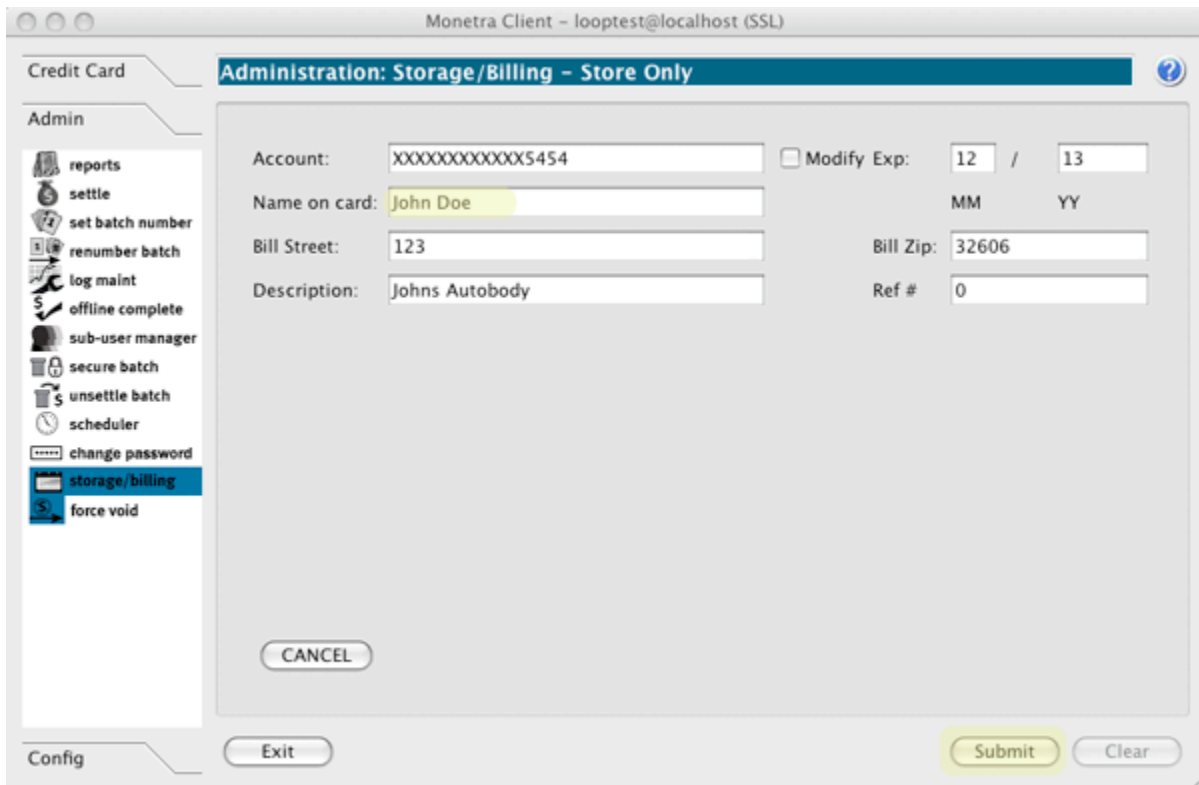 Monetra Client – looptest@localhost (SSL)
Credit Card
Administration: Storage/Billing – Store Only
?
Admin
reports
settle
set batch number
renumber batch
log maint
offline complete
sub-user manager
secure batch
unsettle batch
scheduler
change password
storage/billing
force void
Account: XXXXXXXXXXXX5454 Modify Exp: 12 / 13
Name on card: John Doe MM YY
Bill Street: 123 Bill Zip: 32606
Description: Johns Autobody Ref # 0
CANCEL
Config Exit Submit Clear